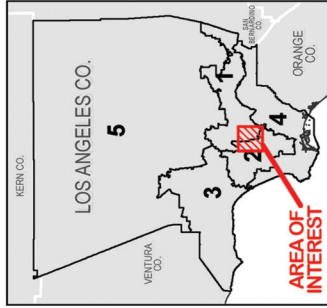 KERN CO.
LOS ANGELES CO.
5
VENTURA
CO.
SAN
BERNARDINO
CO.
ORANGE
CO.
3
1
2
4
AREA OF
INTEREST